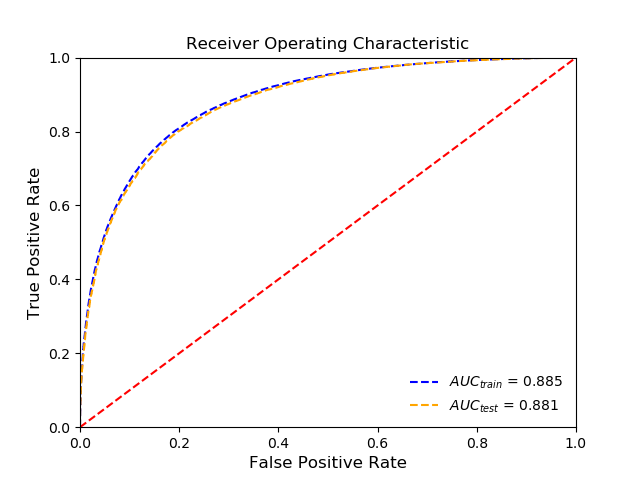 Receiver Operating Characteristic
1.0
0.8
0.6
0.4
0.2
0.0
True Positive Rate
AUCtrain = 0.885
AUCtest = 0.881
0.0 0.2 0.4 0.6 0.8 1.0
False Positive Rate